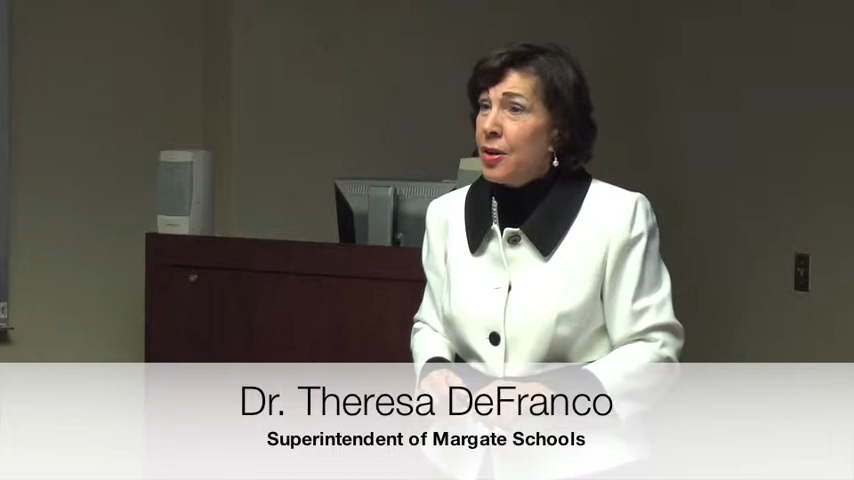 Dr. Theresa DeFranco
Superintendent of Margate Schools